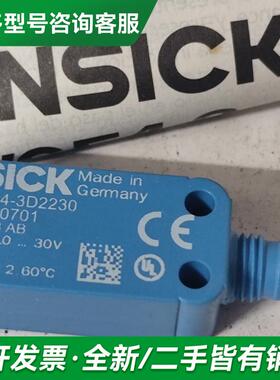 型号咨询客服
NSICK
SICK Made in
Germany
4-3D2230
0701
AB
0 ... 30V
CE
2 60°C
开发票·全新/二手皆有